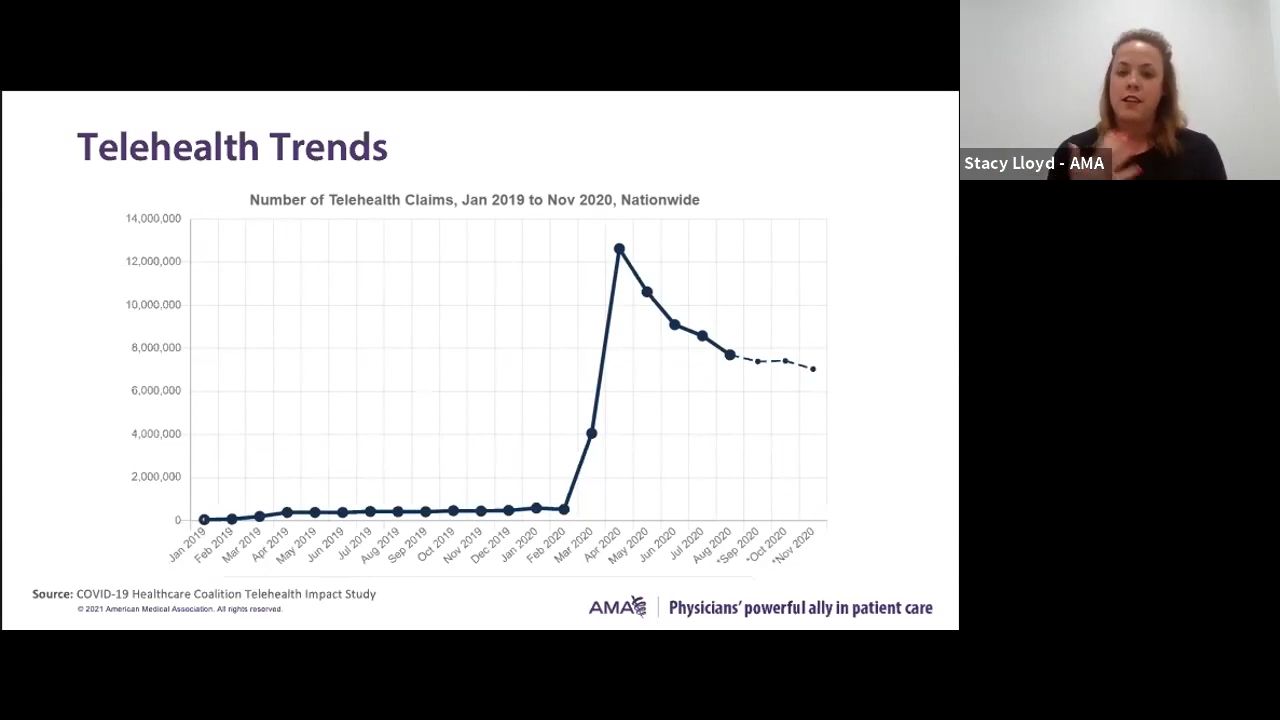 Telehealth Trends
Stacy Lloyd - AMA
Number of Telehealth Claims, Jan 2019 to Nov 2020, Nationwide
14,000,000
12,000,000
10,000,000
8,000,000
6,000,000
4,000,000
2,000,000
0
Jan 2019
Feb 2019
Mar 2019
Apr 2019
May 2019
Jun 2019
Jul 2019
Aug 2019
Sep 2019
Oct 2019
Nov 2019
Dec 2019
Jan 2020
Feb 2020
Mar 2020
Apr 2020
May 2020
Jun 2020
Jul 2020
Aug 2020
*Sep 2020
*Oct 2020
*Nov 2020
Source: COVID-19 Healthcare Coalition Telehealth Impact Study
© 2021 American Medical Association. All rights reserved.
AMA | Physicians' powerful ally in patient care